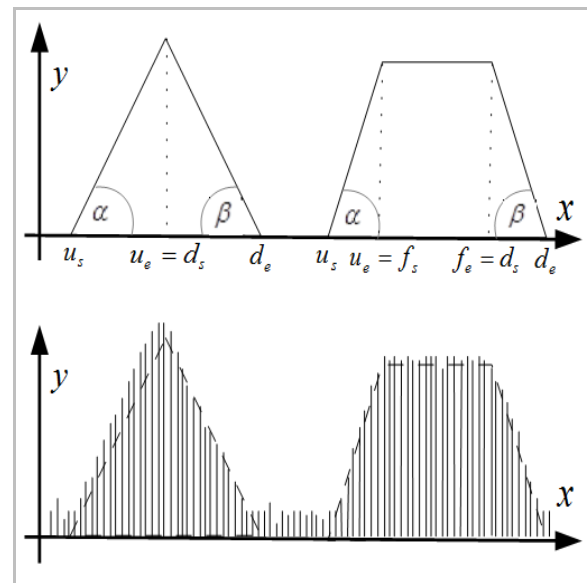 y
α β α β x
u_s u_e = d_s d_e u_s u_e = f_s f_e = d_s d_e
y
x